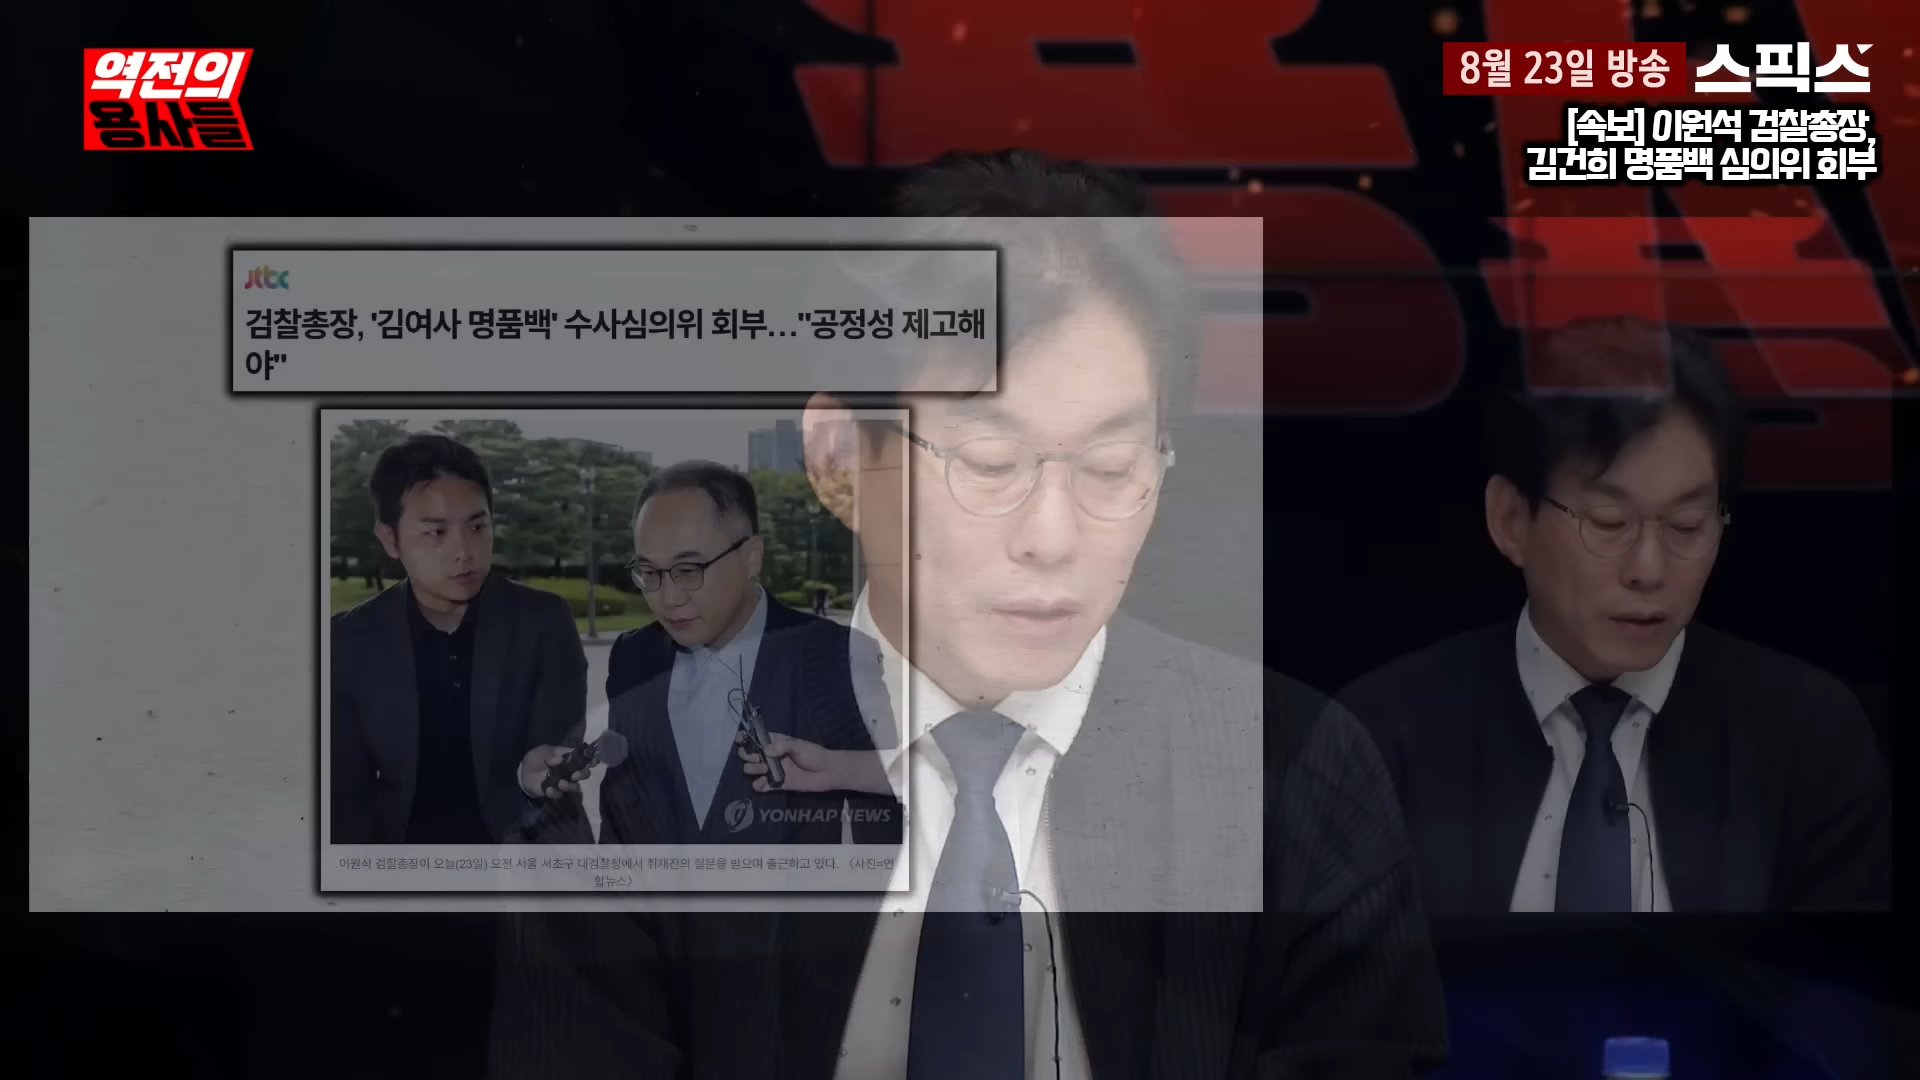 역전의
용사들
8월 23일 방송 스픽스
[속보] 이원석 검찰총장,
김건희 명품백 심의위 회부
jtbc
검찰총장, '김여사 명품백' 수사심의위 회부..."공정성 제고해
야"
YONHAP NEWS
이원석 검찰총장이 오늘(23일) 오전 서울 서초구 대검찰청에서 취재진의 질문을 받으며 출근하고 있다. 〈사진=연
합뉴스〉